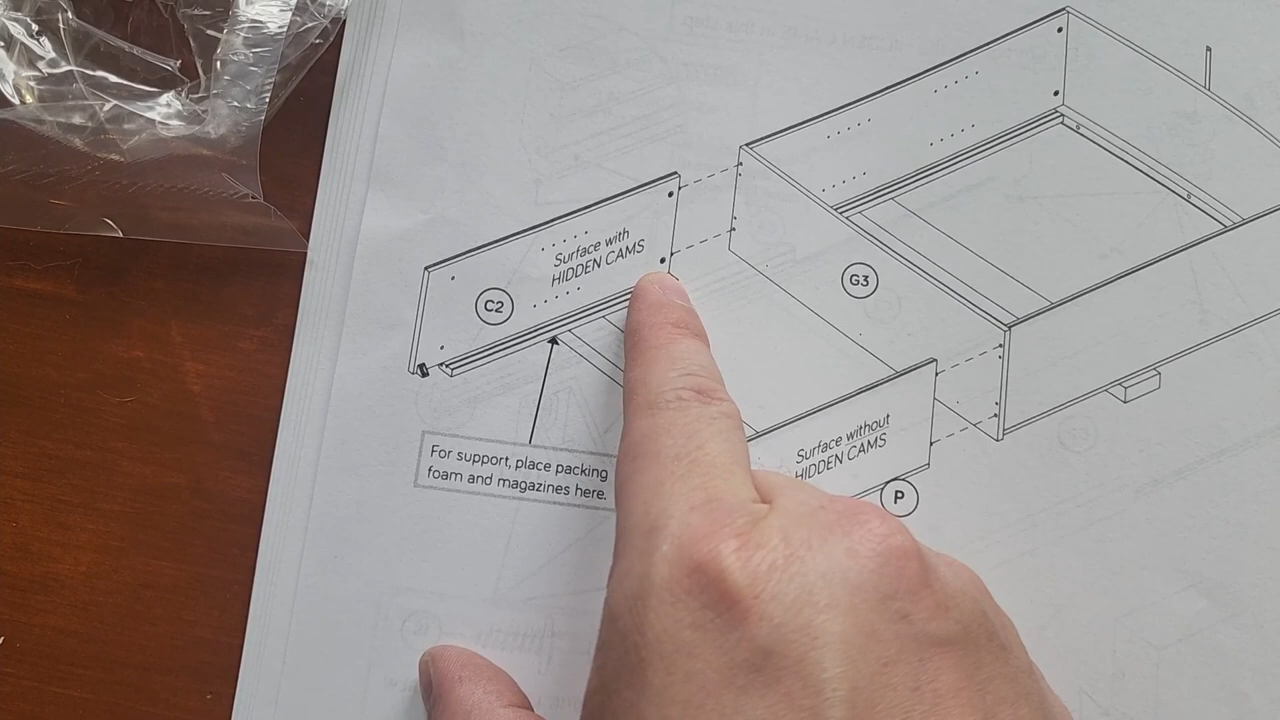 Surface with
HIDDEN CAMS
C2
G3
Surface without
HIDDEN CAMS
P
For support, place packing
foam and magazines here.